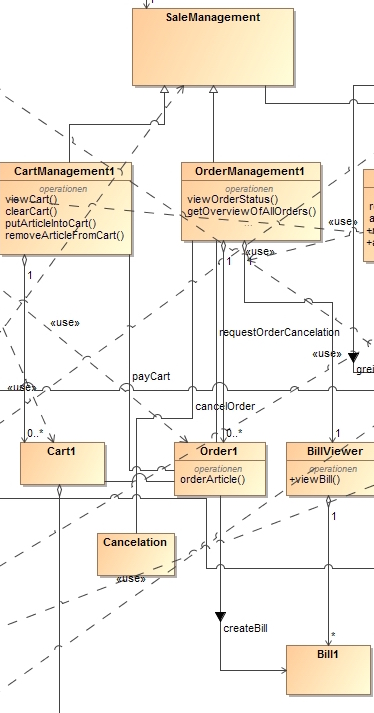 SaleManagement
CartManagement1
operationen
viewCart()
clearCart()
putArticleIntoCart()
removeArticleFromCart()
OrderManagement1
operationen
viewOrderStatus()
getOverviewOfAllOrders()
...
«use»
1
1
«use»
«use»
requestOrderCancelation
«use»
payCart
«use»
cancelOrder
0..*
0..*
1
Cart1
Order1
operationen
orderArticle()
BillViewer
operationen
+viewBill()
1
Cancelation
«use»
createBill
*
Bill1